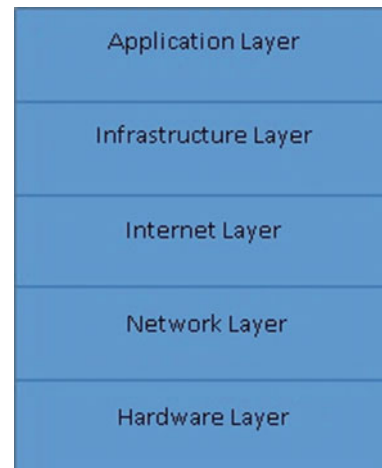 Application Layer
Infrastructure Layer
Internet Layer
Network Layer
Hardware Layer